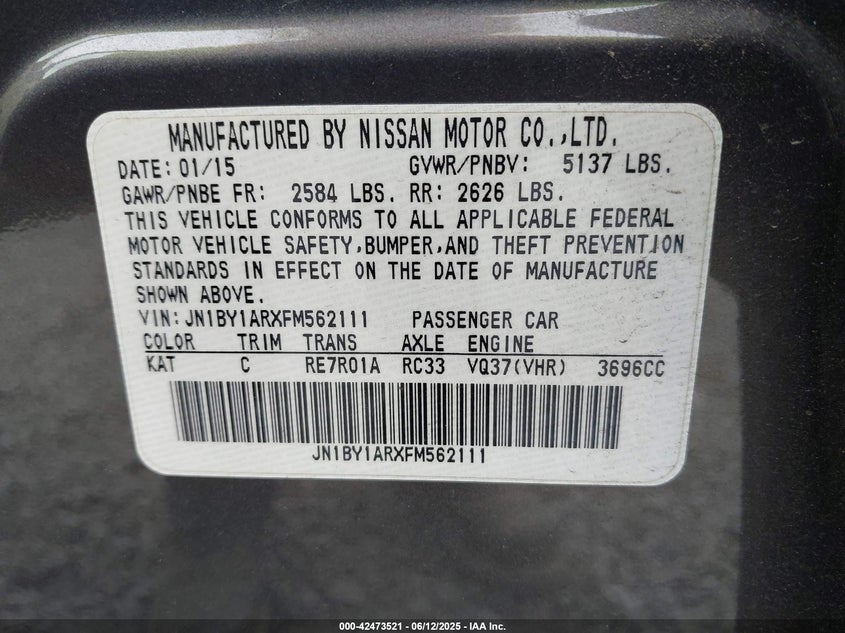 MANUFACTURED BY NISSAN MOTOR CO.,LTD.
DATE: 01/15 GVWR/PNBV: 5137 LBS.
GAWR/PNBE FR: 2584 LBS. RR: 2626 LBS.
THIS VEHICLE CONFORMS TO ALL APPLICABLE FEDERAL
MOTOR VEHICLE SAFETY,BUMPER,AND THEFT PREVENTION
STANDARDS IN EFFECT ON THE DATE OF MANUFACTURE
SHOWN ABOVE.
VIN: JN1BY1ARXFM562111 PASSENGER CAR
COLOR TRIM TRANS AXLE ENGINE
KAT C RE7R01A RC33 VQ37(VHR) 3696CC
JN1BY1ARXFM562111
000-42473521 - 06/12/2025 - IAA Inc.